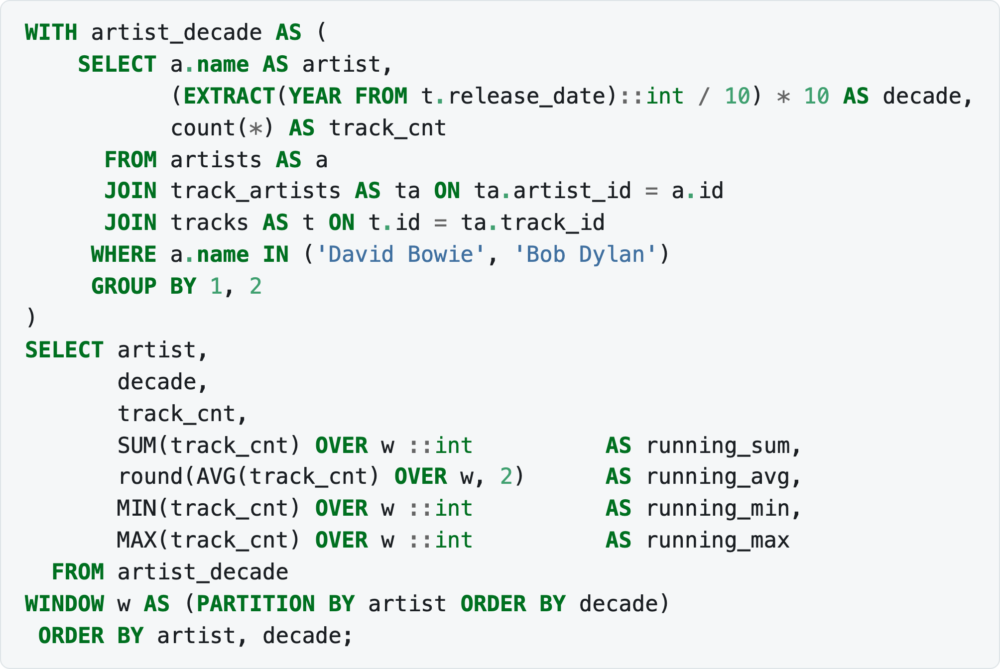 WITH artist_decade AS (
    SELECT a.name AS artist,
           (EXTRACT(YEAR FROM t.release_date)::int / 10) * 10 AS decade,
           count(*) AS track_cnt
      FROM artists AS a
      JOIN track_artists AS ta ON ta.artist_id = a.id
      JOIN tracks AS t ON t.id = ta.track_id
     WHERE a.name IN ('David Bowie', 'Bob Dylan')
     GROUP BY 1, 2
)
SELECT artist,
       decade,
       track_cnt,
       SUM(track_cnt) OVER w ::int          AS running_sum,
       round(AVG(track_cnt) OVER w, 2)      AS running_avg,
       MIN(track_cnt) OVER w ::int          AS running_min,
       MAX(track_cnt) OVER w ::int          AS running_max
  FROM artist_decade
WINDOW w AS (PARTITION BY artist ORDER BY decade)
 ORDER BY artist, decade;